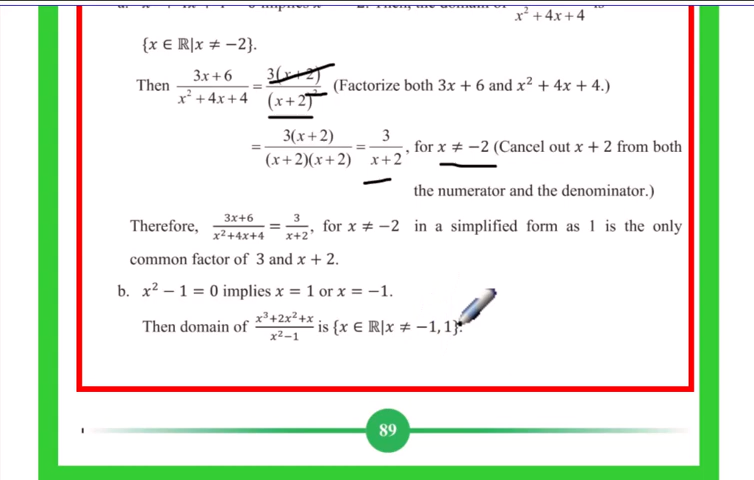 x² + 4x + 4
{x ∈ ℝ|x ≠ −2}.
Then (3x + 6)/(x² + 4x + 4) = 3(x + 2)/(x + 2)² (Factorize both 3x + 6 and x² + 4x + 4.)
= 3(x + 2)/((x + 2)(x + 2)) = 3/(x + 2), for x ≠ −2 (Cancel out x + 2 from both
the numerator and the denominator.)
Therefore, (3x+6)/(x²+4x+4) = 3/(x+2), for x ≠ −2 in a simplified form as 1 is the only
common factor of 3 and x + 2.
b. x² − 1 = 0 implies x = 1 or x = −1.
Then domain of (x³+2x²+x)/(x²−1) is {x ∈ ℝ|x ≠ −1, 1}.
89